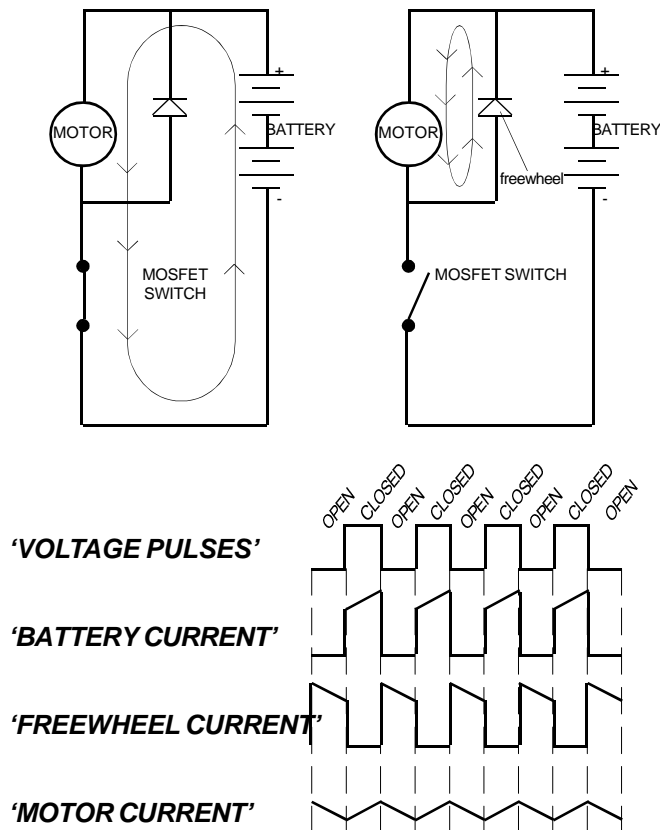 +
+
MOTOR
BATTERY
MOTOR
BATTERY
freewheel
-
-
MOSFET
SWITCH
MOSFET SWITCH
OPEN
CLOSED
OPEN
CLOSED
OPEN
CLOSED
OPEN
CLOSED
OPEN
‘VOLTAGE PULSES’
‘BATTERY CURRENT’
‘FREEWHEEL CURRENT’
‘MOTOR CURRENT’